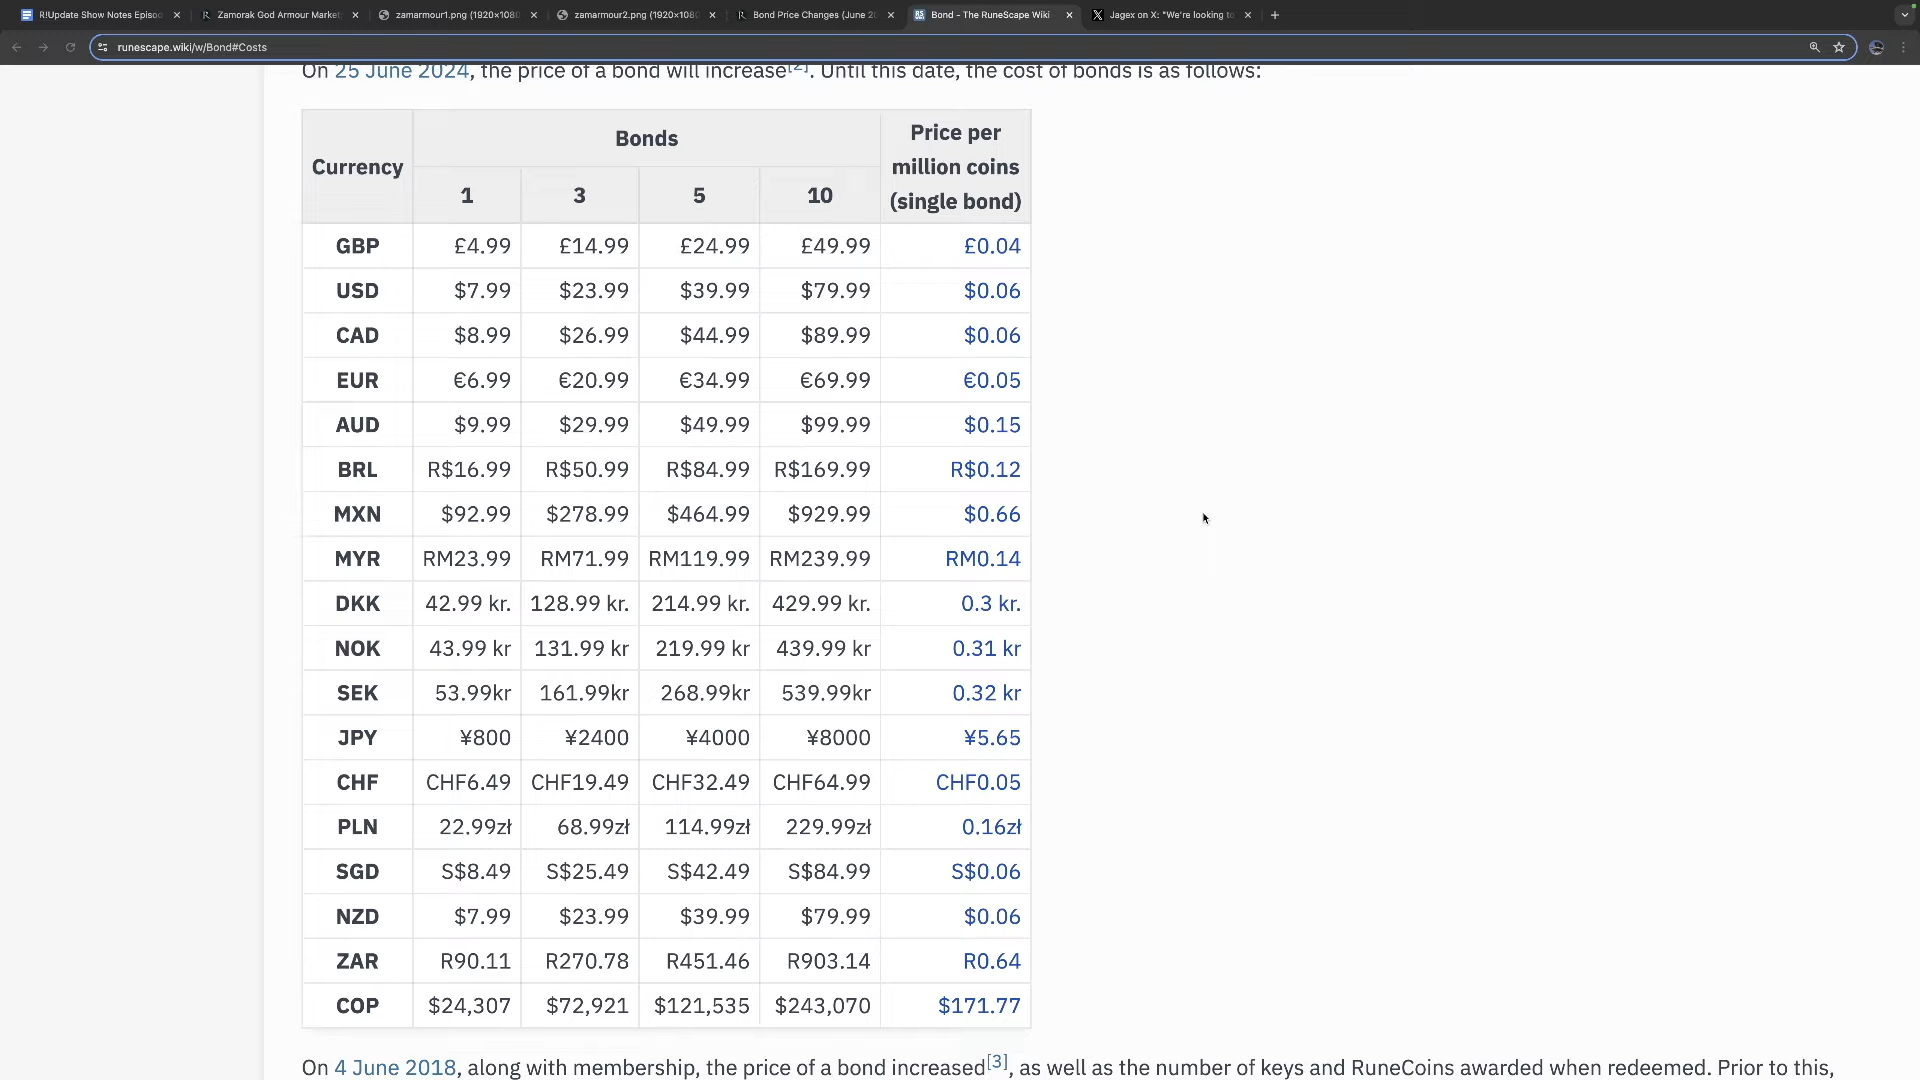 R!Update Show Notes Episo
Zamorak God Armour Market
zamarmour1.png (1920×1080
zamarmour2.png (1920×1080
Bond Price Changes (June 2
Bond - The RuneScape Wiki
Jagex on X: "We're looking to
runescape.wiki/w/Bond#Costs
On 25 June 2024, the price of a bond will increase[2]. Until this date, the cost of bonds is as follows:
Currency Bonds Price per million coins (single bond)
1 3 5 10
GBP £4.99 £14.99 £24.99 £49.99 £0.04
USD $7.99 $23.99 $39.99 $79.99 $0.06
CAD $8.99 $26.99 $44.99 $89.99 $0.06
EUR €6.99 €20.99 €34.99 €69.99 €0.05
AUD $9.99 $29.99 $49.99 $99.99 $0.15
BRL R$16.99 R$50.99 R$84.99 R$169.99 R$0.12
MXN $92.99 $278.99 $464.99 $929.99 $0.66
MYR RM23.99 RM71.99 RM119.99 RM239.99 RM0.14
DKK 42.99 kr. 128.99 kr. 214.99 kr. 429.99 kr. 0.3 kr.
NOK 43.99 kr 131.99 kr 219.99 kr 439.99 kr 0.31 kr
SEK 53.99kr 161.99kr 268.99kr 539.99kr 0.32 kr
JPY ¥800 ¥2400 ¥4000 ¥8000 ¥5.65
CHF CHF6.49 CHF19.49 CHF32.49 CHF64.99 CHF0.05
PLN 22.99zł 68.99zł 114.99zł 229.99zł 0.16zł
SGD S$8.49 S$25.49 S$42.49 S$84.99 S$0.06
NZD $7.99 $23.99 $39.99 $79.99 $0.06
ZAR R90.11 R270.78 R451.46 R903.14 R0.64
COP $24,307 $72,921 $121,535 $243,070 $171.77
On 4 June 2018, along with membership, the price of a bond increased[3], as well as the number of keys and RuneCoins awarded when redeemed. Prior to this,